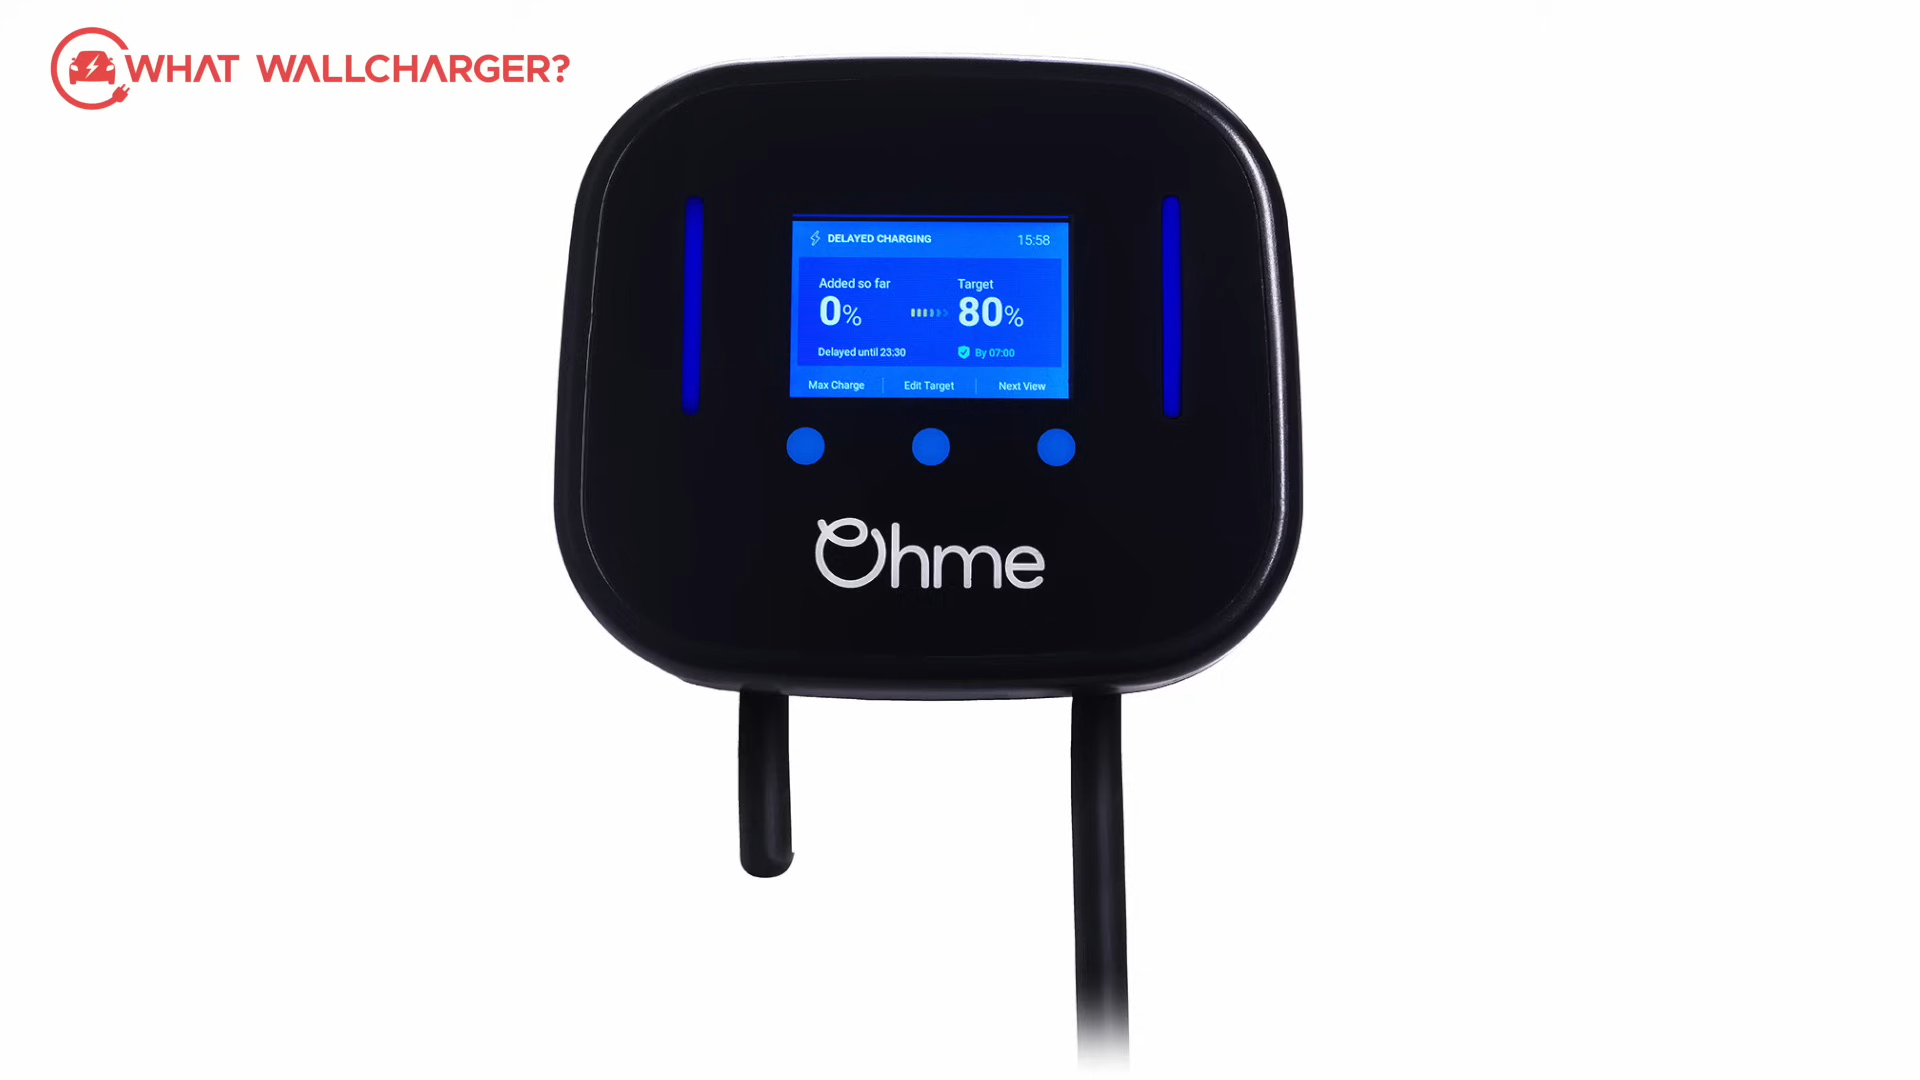 WHAT WALLCHARGER?
DELAYED CHARGING 15:58
Added so far Target
0% 80%
Delayed until 23:30 By 07:00
Max Charge Edit Target Next View
Ohme